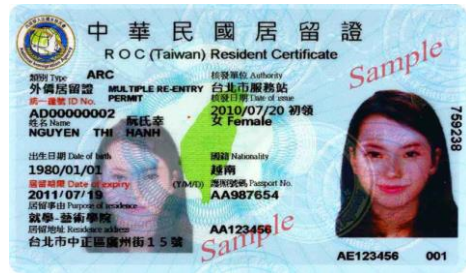 中華民國居留證
ROC (Taiwan) Resident Certificate
Sample
類別 Type ARC
外僑居留證 MULTIPLE RE-ENTRY PERMIT
核發單位 Authority
台北市服務站
統一證號 ID No.
AD00000002
核發日期 Date of issue
2010/07/20 初領
姓名 Name 阮氏幸
女 Female
NGUYEN THI HANH
出生日期 Date of birth
1980/01/01
國籍 Nationality
越南
居留期限 Date of expiry (Y/M/D)
2011/07/19
護照號碼 Passport No.
AA987654
居留事由 Purpose of residence
就學-藝術學院
居留地址 Residence address
台北市中正區廣州街15號
AA123456
Sample
759238
AE123456 001